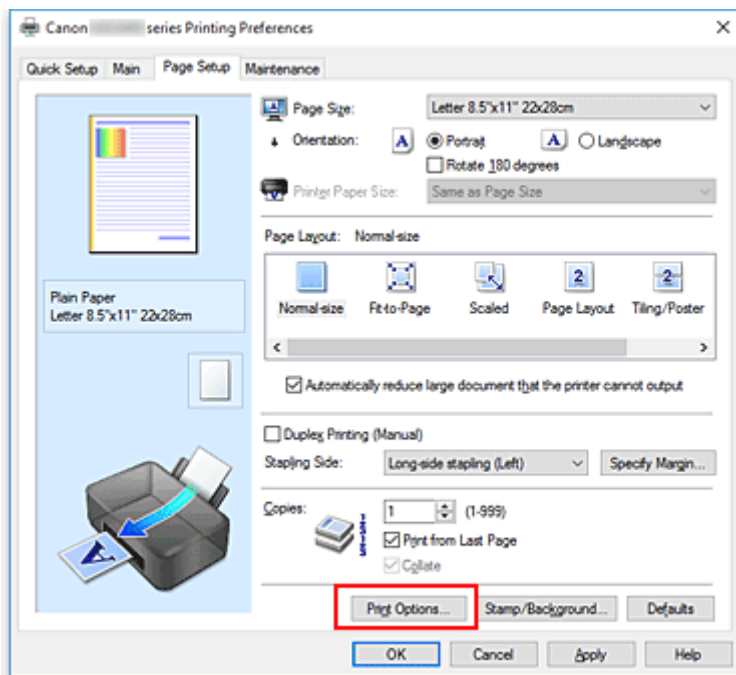 Canon series Printing Preferences
Quick Setup Main Page Setup Maintenance
Page Size: Letter 8.5"x11" 22x28cm
Orientation: A Portrait A Landscape
Rotate 180 degrees
Printer Paper Size: Same as Page Size
Page Layout: Normal-size
2 2
Normal-size Fit-to-Page Scaled Page Layout Tiling/Poster
Plain Paper
Letter 8.5"x11" 22x28cm
Automatically reduce large document that the printer cannot output
Duplex Printing (Manual)
Stapling Side: Long-side stapling (Left) Specify Margin...
Copies: 1 (1-999)
Print from Last Page
Collate
A
Print Options... Stamp/Background... Defaults
OK Cancel Apply Help